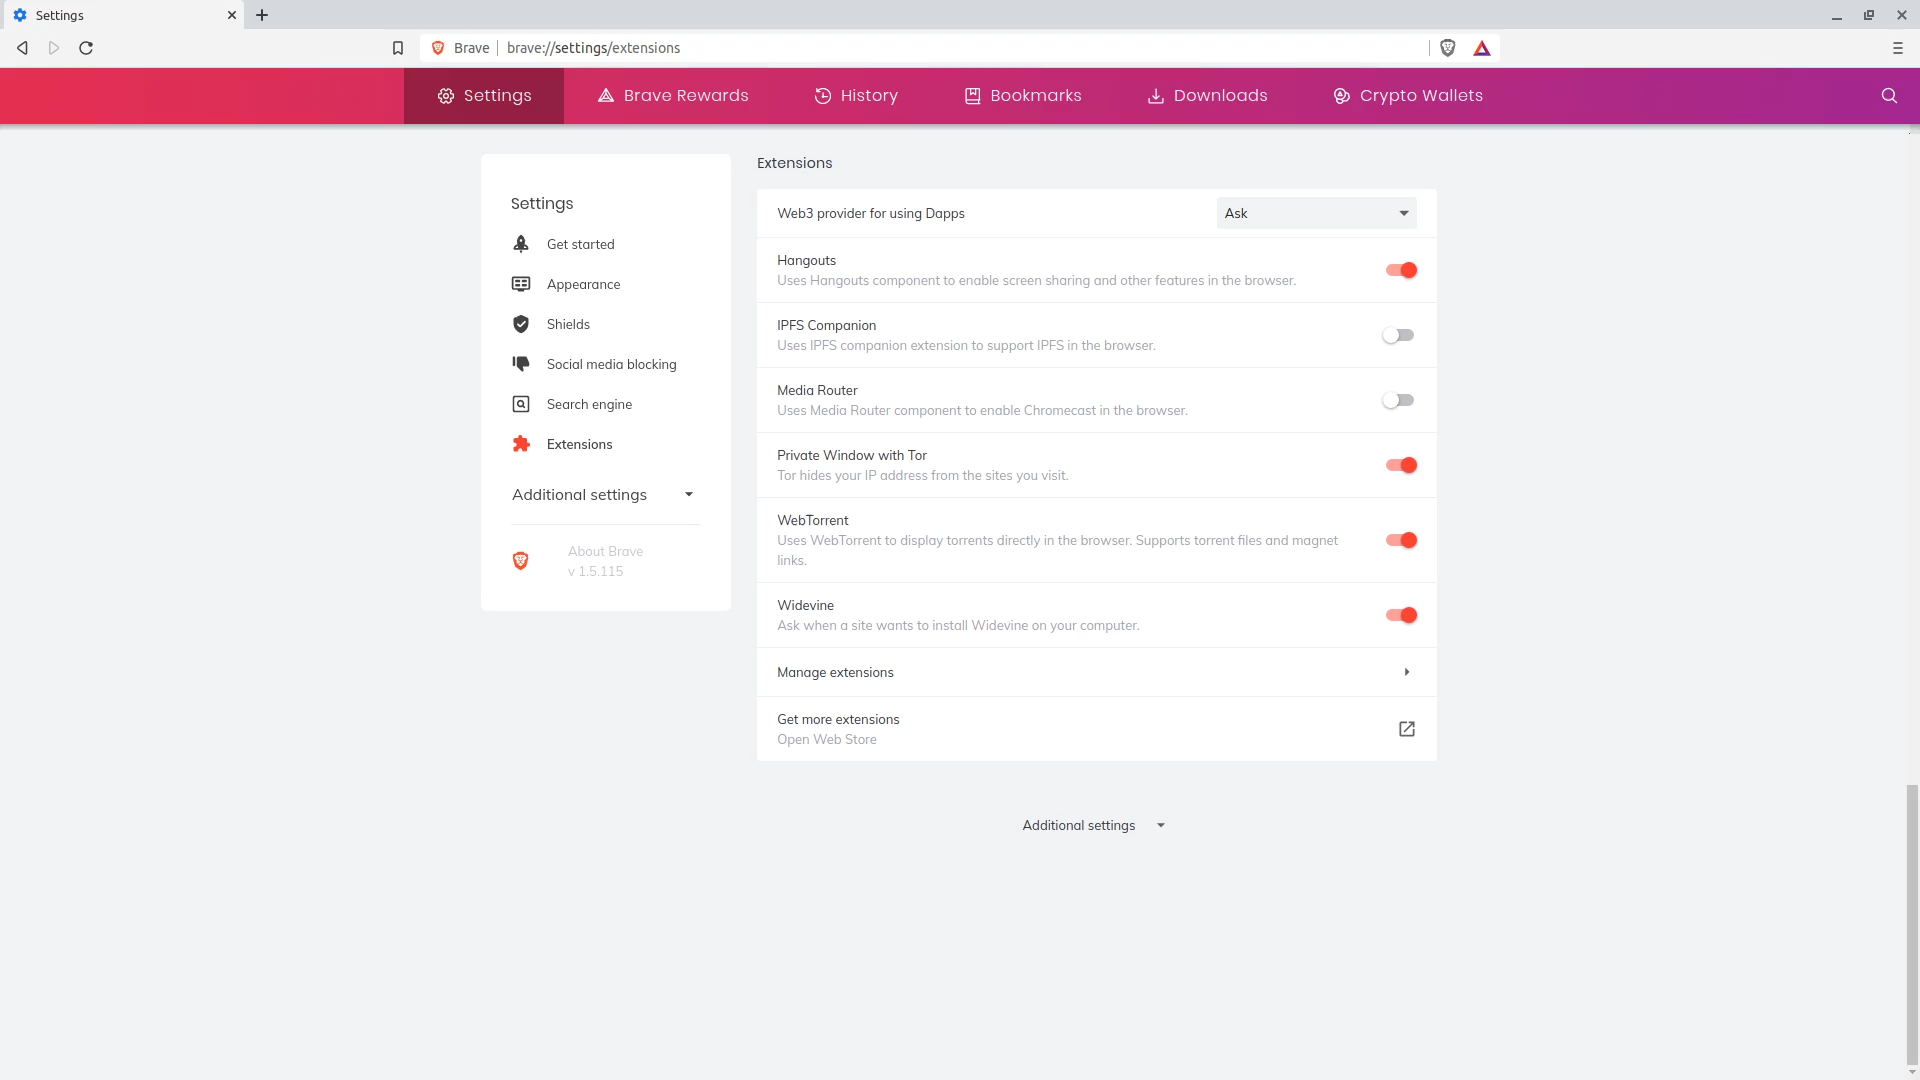 Settings
Brave
brave://settings/extensions
Settings
Brave Rewards
History
Bookmarks
Downloads
Crypto Wallets
Settings
Get started
Appearance
Shields
Social media blocking
Search engine
Extensions
Additional settings
About Brave
v 1.5.115
Extensions
Web3 provider for using Dapps
Ask
Hangouts
Uses Hangouts component to enable screen sharing and other features in the browser.
IPFS Companion
Uses IPFS companion extension to support IPFS in the browser.
Media Router
Uses Media Router component to enable Chromecast in the browser.
Private Window with Tor
Tor hides your IP address from the sites you visit.
WebTorrent
Uses WebTorrent to display torrents directly in the browser. Supports torrent files and magnet
links.
Widevine
Ask when a site wants to install Widevine on your computer.
Manage extensions
Get more extensions
Open Web Store
Additional settings